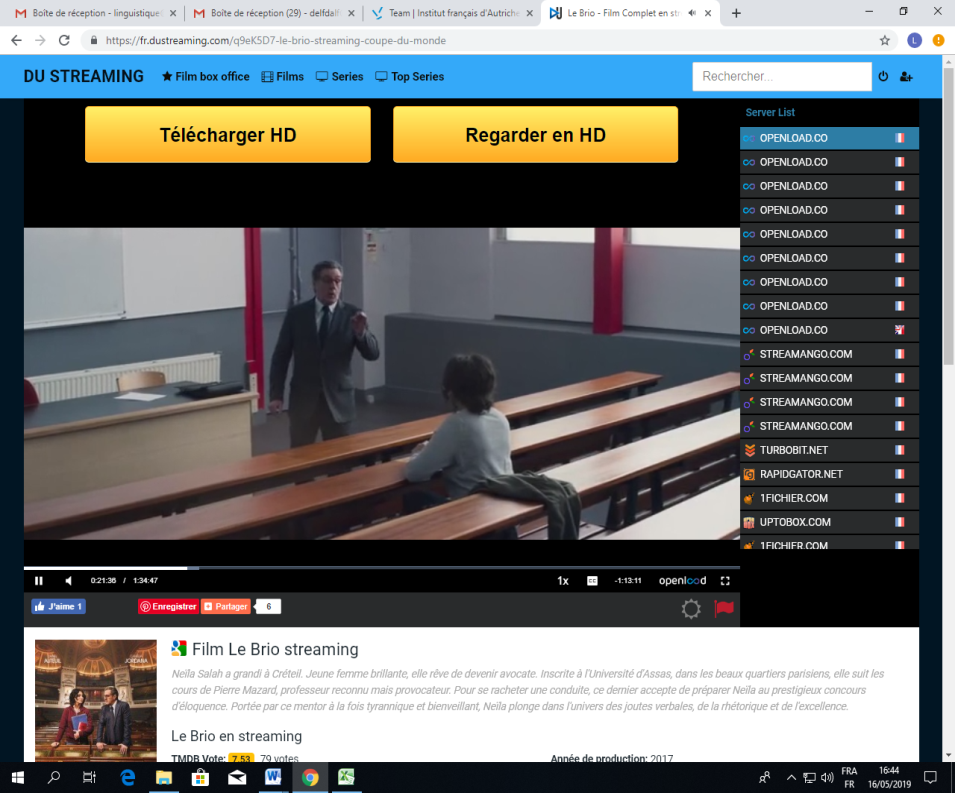 Boîte de réception - linguistique
Boîte de réception (29) - delfdalf
Team | Institut français d'Autriche
Le Brio - Film Complet en str
https://fr.dustreaming.com/q9eK5D7-le-brio-streaming-coupe-du-monde
L
DU STREAMING
Film box office
Films
Series
Top Series
Rechercher...
Télécharger HD
Regarder en HD
Server List
OPENLOAD.CO
OPENLOAD.CO
OPENLOAD.CO
OPENLOAD.CO
OPENLOAD.CO
OPENLOAD.CO
OPENLOAD.CO
OPENLOAD.CO
OPENLOAD.CO
STREAMANGO.COM
STREAMANGO.COM
STREAMANGO.COM
STREAMANGO.COM
TURBOBIT.NET
RAPIDGATOR.NET
1FICHIER.COM
UPTOBOX.COM
1FICHIER.COM
0:21:36 / 1:34:47
1x
CC
-1:13:11
openload
J'aime 1
Enregistrer
Partager
6
AUTEUIL
JORDANA
Film Le Brio streaming
Neïla Salah a grandi à Créteil. Jeune femme brillante, elle rêve de devenir avocate. Inscrite à l'Université d'Assas, dans les beaux quartiers parisiens, elle suit les
cours de Pierre Mazard, professeur reconnu mais provocateur. Pour se racheter une conduite, ce dernier accepte de préparer Neïla au prestigieux concours
d'éloquence. Portée par ce mentor à la fois tyrannique et bienveillant, Neïla plonge dans l'univers des joutes verbales, de la rhétorique et de l'excellence.
Le Brio en streaming
TMDB Vote: 7.53 79 votes
Année de production: 2017
FRA
FR
16:44
16/05/2019